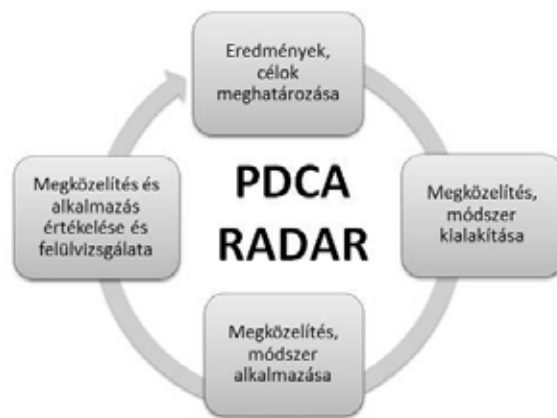 Eredmények,
célok
meghatározása
PDCA
RADAR
Megközelítés,
módszer
kialakítása
Megközelítés,
módszer
alkalmazása
Megközelítés és
alkalmazás
értékelése és
felülvizsgálata